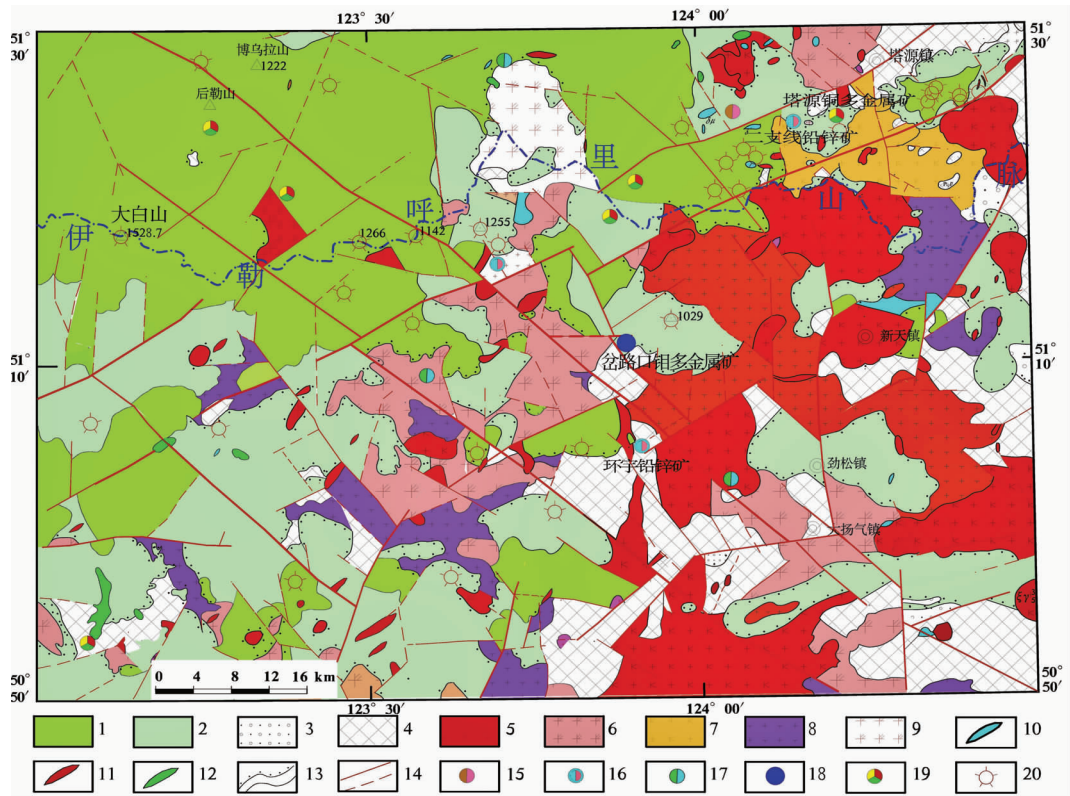 123° 30′
124° 00′
51°
30′
51°
30′
博乌拉山
1222
后勒山
塔源镇
塔源铜多金属矿
二支线铅锌矿
里
呼
山
脉
伊
大白山
1528.7
勒
1266
1142
1255
1029
新天镇
岔路口钼多金属矿
51°
10′
51°
10′
环宇铅锌矿
劲松镇
大扬气镇
50°
50′
50°
50′
0 4 8 12 16 km
123° 30′
124° 00′
1 2 3 4 5 6 7 8 9 10
11 12 13 14 15 16 17 18 19 20